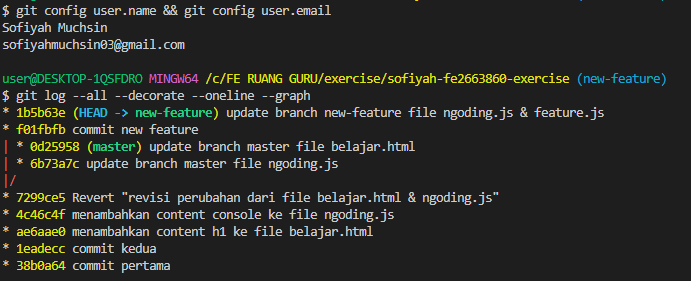 $ git config user.name && git config user.email
Sofiyah Muchsin
sofiyahmuchsin03@gmail.com
user@DESKTOP-1QSFDRO MINGW64 /c/FE RUANG GURU/exercise/sofiyah-fe2663860-exercise (new-feature)
$ git log --all --decorate --oneline --graph
* 1b5b63e (HEAD -> new-feature) update branch new-feature file ngoding.js & feature.js
* f01fbfb commit new feature
| * 0d25958 (master) update branch master file belajar.html
| * 6b73a7c update branch master file ngoding.js
|/
* 7299ce5 Revert "revisi perubahan dari file belajar.html & ngoding.js"
* 4c46c4f menambahkan content console ke file ngoding.js
* ae6aae0 menambahkan content h1 ke file belajar.html
* 1eadecc commit kedua
* 38b0a64 commit pertama